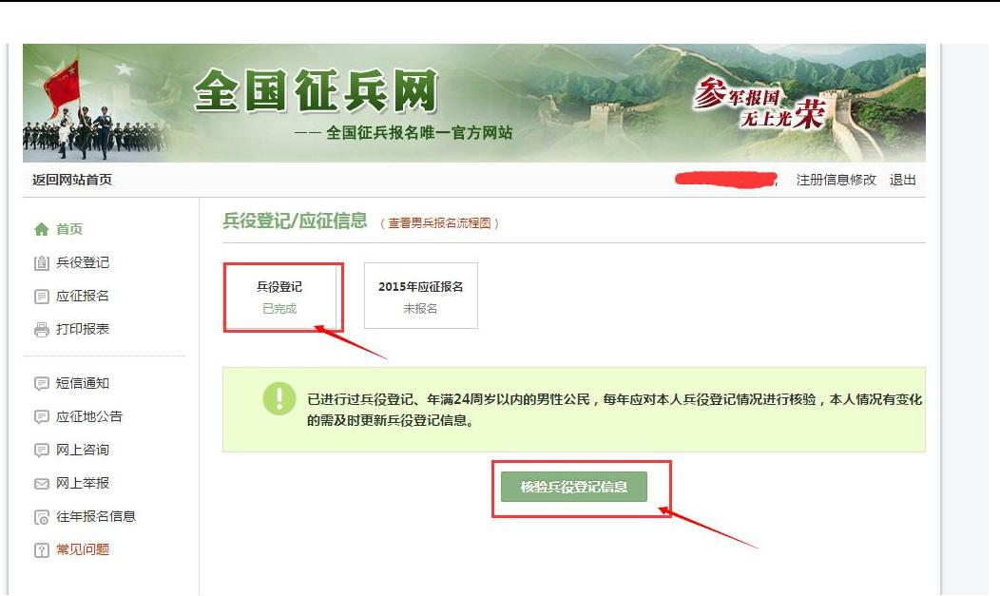 全国征兵网
—— 全国征兵报名唯一官方网站
参军报国
无上光荣
返回网站首页
注册信息修改 退出
首页
兵役登记
应征报名
打印报表
短信通知
应征地公告
网上咨询
网上举报
往年报名信息
常见问题
兵役登记/应征信息 （查看男兵报名流程图）
兵役登记
已完成
2015年应征报名
未报名
已进行过兵役登记、年满24周岁以内的男性公民，每年应对本人兵役登记情况进行核验，本人情况有变化
的需及时更新兵役登记信息。
核验兵役登记信息